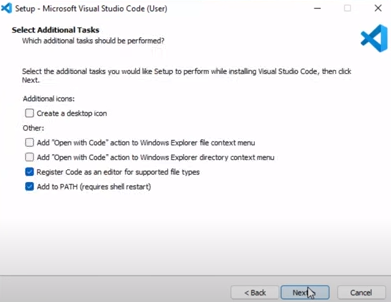 Setup - Microsoft Visual Studio Code (User)
Select Additional Tasks
Which additional tasks should be performed?
Select the additional tasks you would like Setup to perform while installing Visual Studio Code, then click
Next.
Additional icons:
Create a desktop icon
Other:
Add "Open with Code" action to Windows Explorer file context menu
Add "Open with Code" action to Windows Explorer directory context menu
Register Code as an editor for supported file types
Add to PATH (requires shell restart)
< Back Next > Cancel